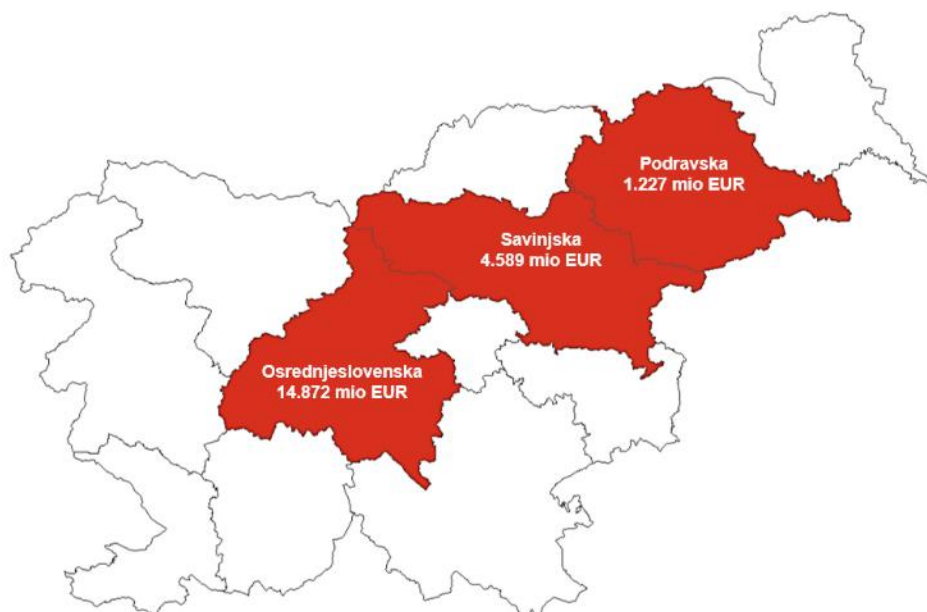 Podravska
1.227 mio EUR
Savinjska
4.589 mio EUR
Osrednjeslovenska
14.872 mio EUR